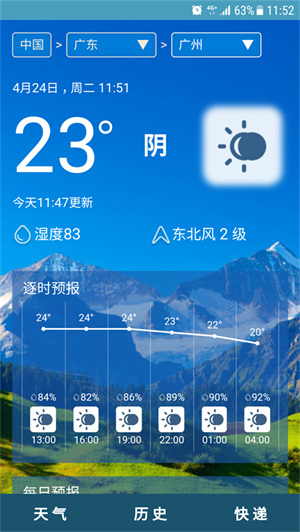 4G+ 63% 11:52
中国 > 广东 > 广州
4月24日 , 周二 11:51
23° 阴
今天11:47更新
湿度83 东北风 2 级
逐时预报
24° 24° 24° 23° 22° 20°
84% 82% 86% 89% 90% 92%
13:00 16:00 19:00 22:00 01:00 04:00
每日预报
天气 历史 快递